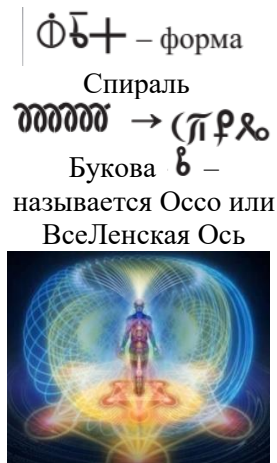 – форма
Спираль
→
Букова –
называется Оссо или
ВсеЛенская Ось